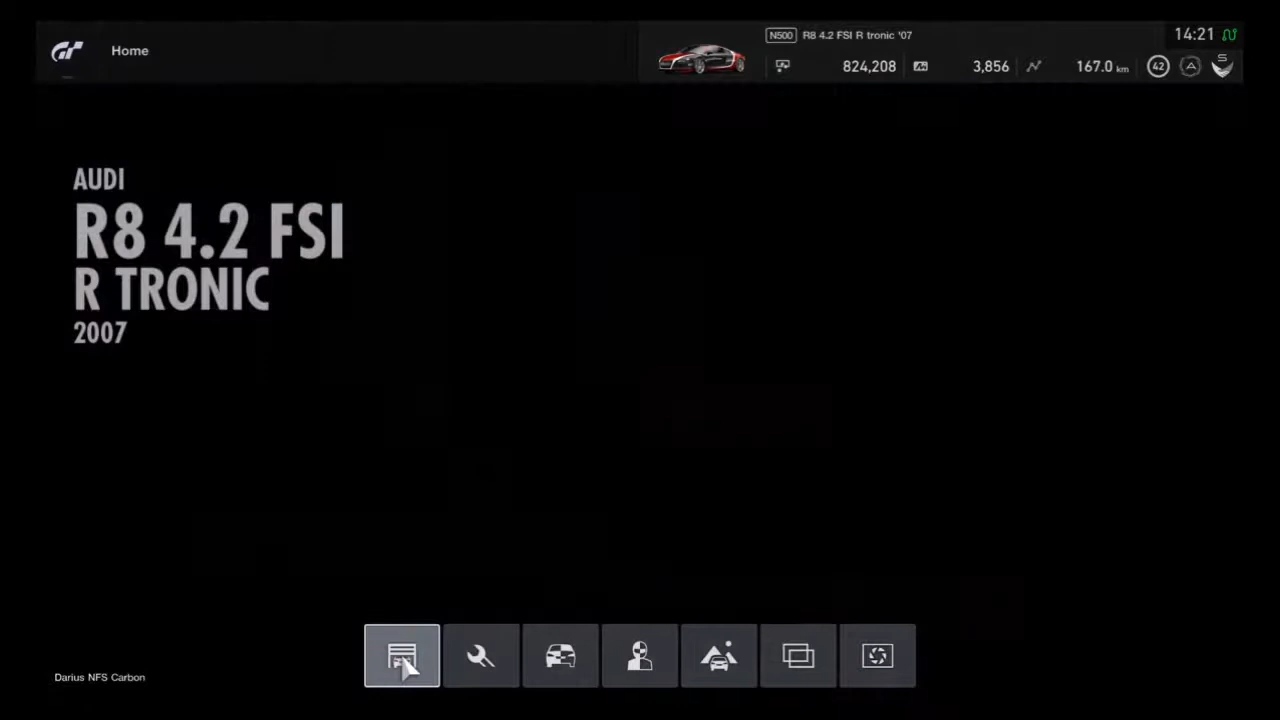 Home
N500 R8 4.2 FSI R tronic '07
14:21
824,208
3,856
167.0 km
42
A
S
AUDI
R8 4.2 FSI
R TRONIC
2007
Darius NFS Carbon